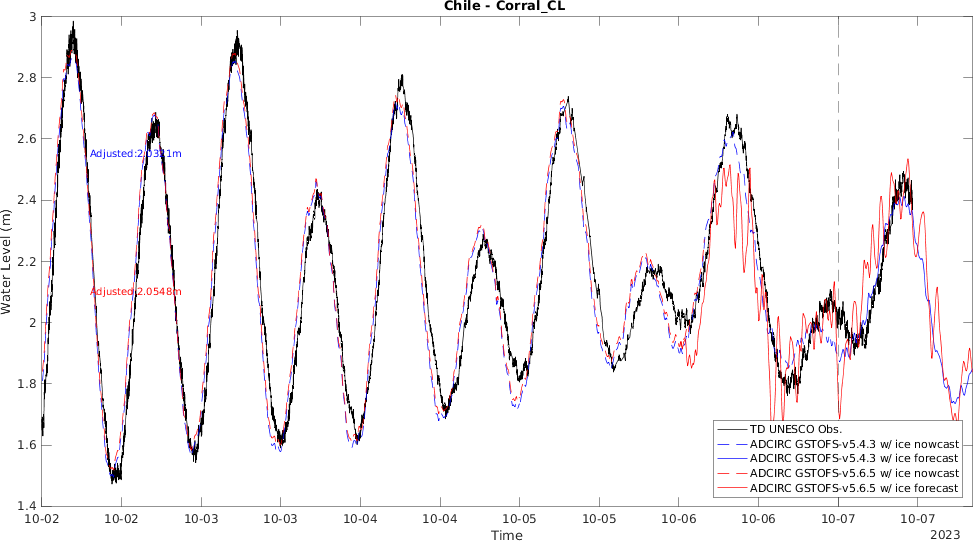 Chile - Corral_CL
3
2.8
2.6
2.4
2.2
2
1.8
1.6
1.4
Water Level (m)
Adjusted:2.0321m
Adjusted:2.0548m
TD UNESCO Obs.
ADCIRC GSTOFS-v5.4.3 w/ ice nowcast
ADCIRC GSTOFS-v5.4.3 w/ ice forecast
ADCIRC GSTOFS-v5.6.5 w/ ice nowcast
ADCIRC GSTOFS-v5.6.5 w/ ice forecast
10-02 10-02 10-03 10-03 10-04 10-04 10-05 10-05 10-06 10-06 10-07 10-07
Time
2023